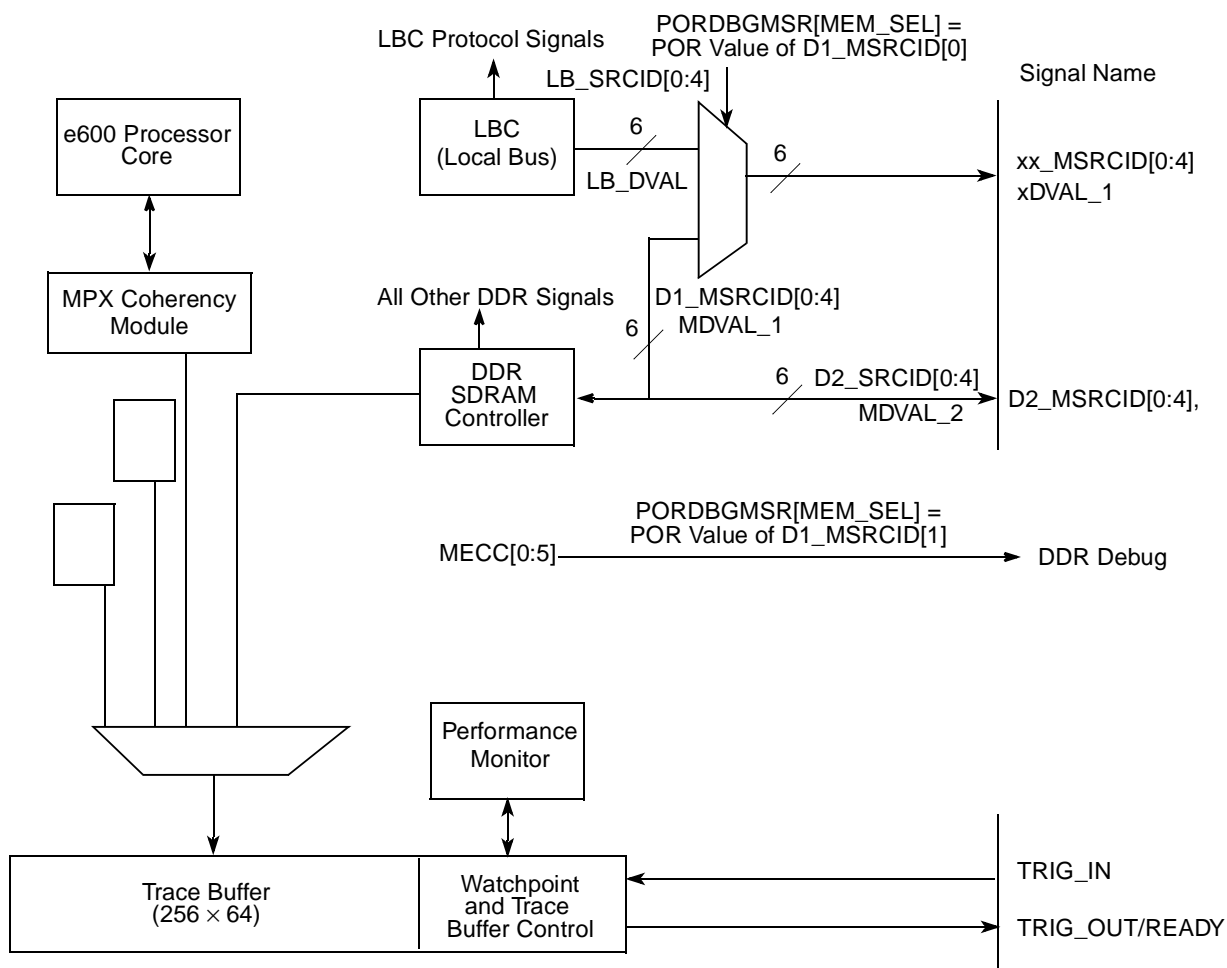 PORDBGMSR[MEM_SEL] =
POR Value of D1_MSRCID[0]
LBC Protocol Signals
LB_SRCID[0:4]
Signal Name
e600 Processor
Core
LBC
(Local Bus)
6
LB_DVAL
6
xx_MSRCID[0:4]
xDVAL_1
MPX Coherency
Module
All Other DDR Signals
D1_MSRCID[0:4]
6
MDVAL_1
DDR
SDRAM
Controller
6
D2_SRCID[0:4]
MDVAL_2
D2_MSRCID[0:4],
PORDBGMSR[MEM_SEL] =
POR Value of D1_MSRCID[1]
MECC[0:5]
DDR Debug
Performance
Monitor
Trace Buffer
(256 × 64)
Watchpoint
and Trace
Buffer Control
TRIG_IN
TRIG_OUT/READY